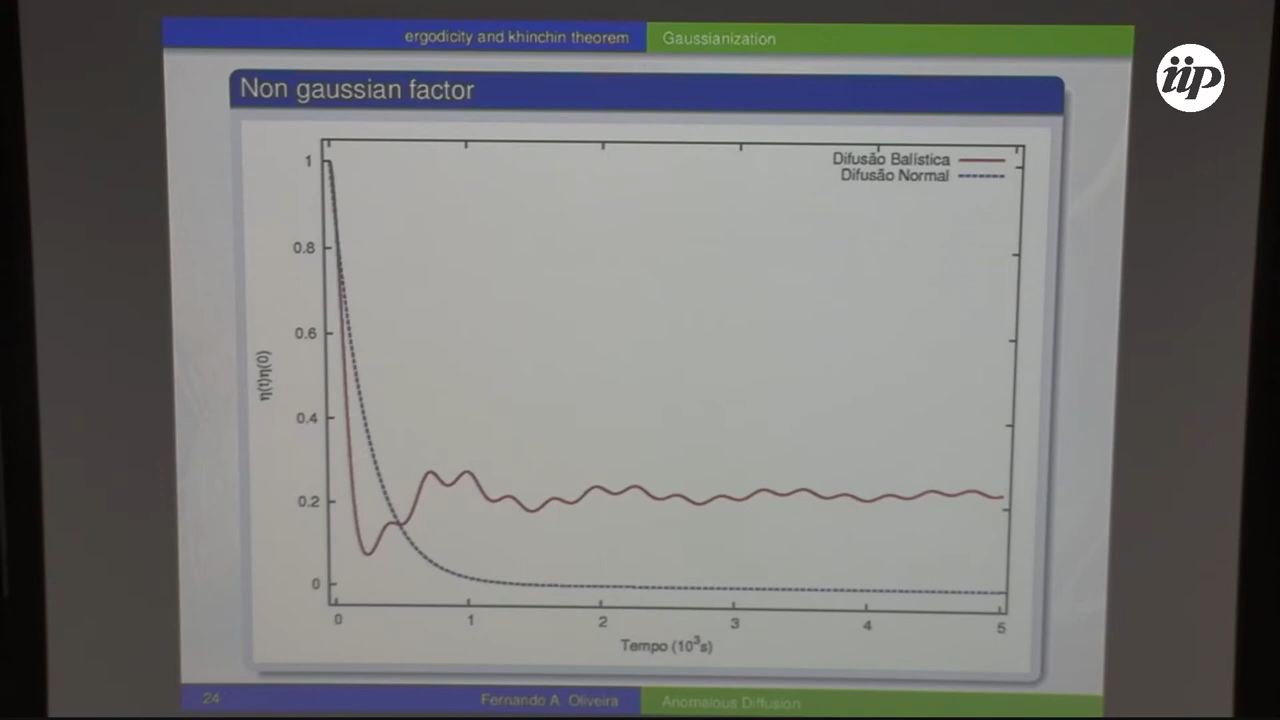 ergodicity and khinchin theorem
Gaussianization
iip
Non gaussian factor
Difusão Balística
Difusão Normal
1
0.8
0.6
0.4
0.2
0
η(t)η(0)
0 1 2 3 4 5
Tempo (10³s)
24
Fernando A. Oliveira
Anomalous Diffusion